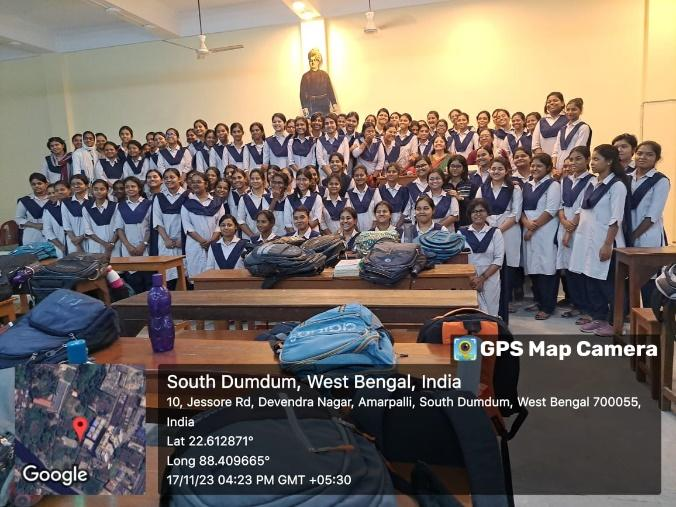 GPS Map Camera
South Dumdum, West Bengal, India
10, Jessore Rd, Devendra Nagar, Amarpalli, South Dumdum, West Bengal 700055,
India
Lat 22.612871°
Long 88.409665°
17/11/23 04:23 PM GMT +05:30
Google